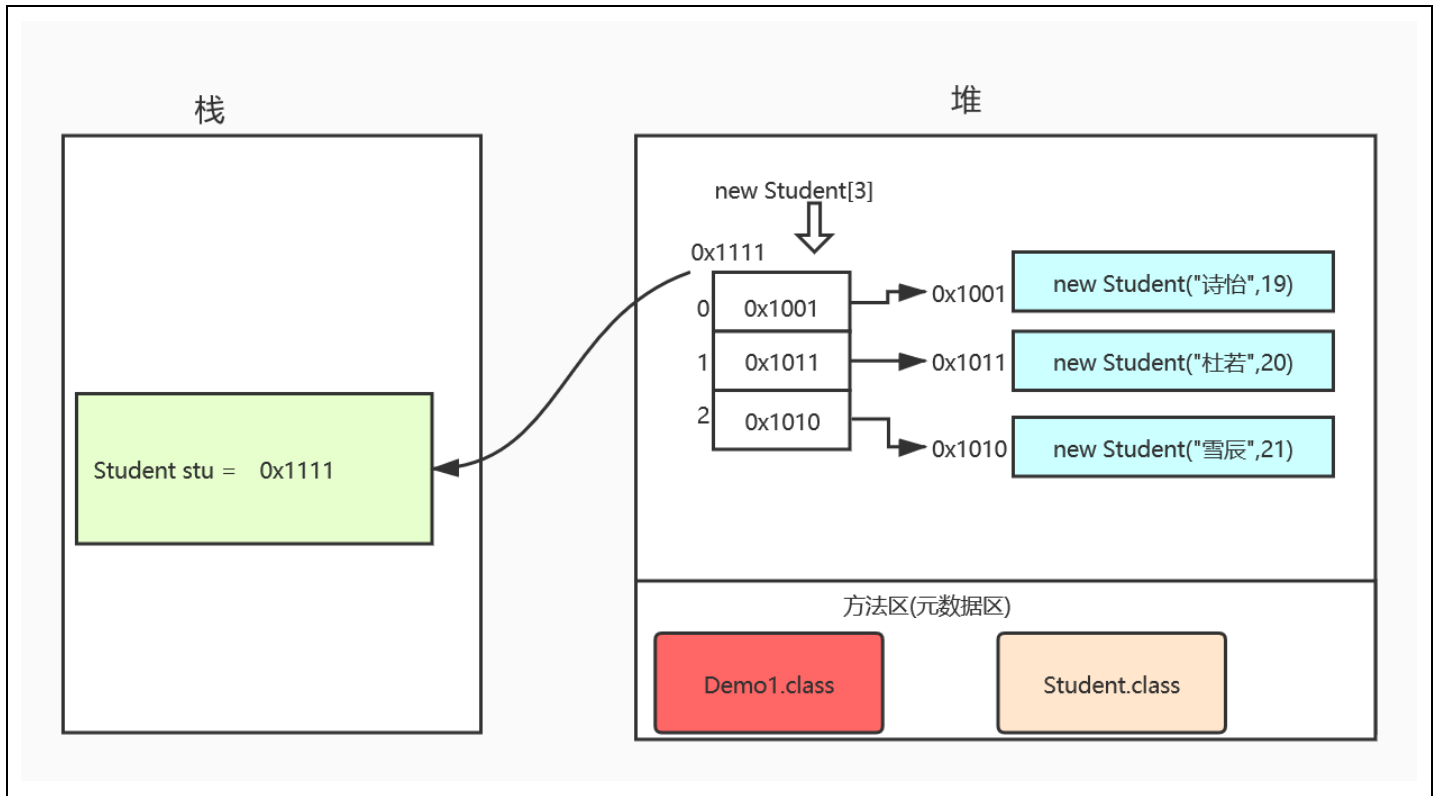 栈
堆
new Student[3]
0x1111
0
0x1001
0x1001
new Student("诗怡",19)
1
0x1011
0x1011
new Student("杜若",20)
2
0x1010
0x1010
new Student("雪辰",21)
Student stu = 0x1111
方法区(元数据区)
Demo1.class
Student.class